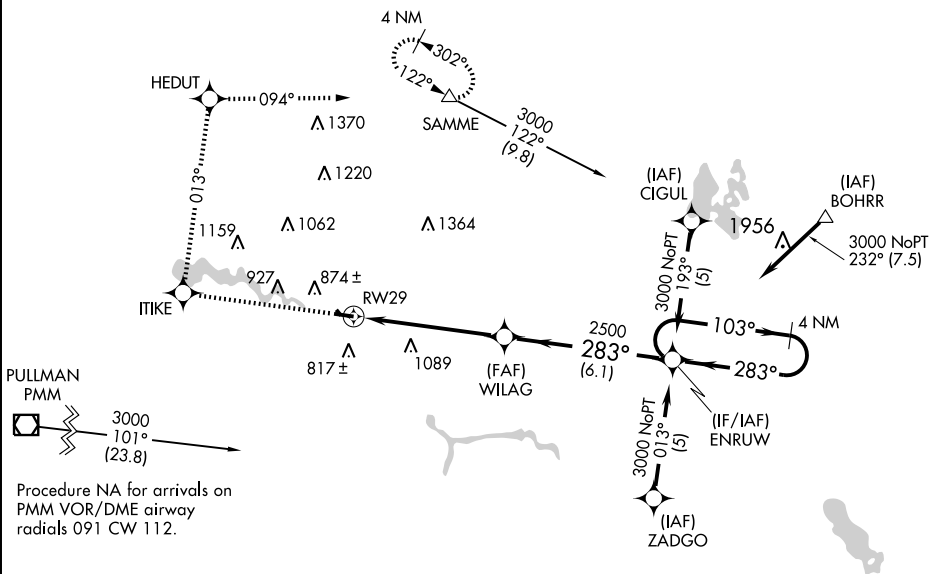 4 NM
302°
122°
SAMME
3000
122°
(9.8)
HEDUT
094°
1370
1220
1062
1364
1159
927
874 ±
013°
ITIKE
RW29
817 ±
1089
(FAF)
WILAG
2500
283°
(6.1)
(IAF)
CIGUL
3000 NoPT
193°
(5)
1956
(IAF)
BOHRR
3000 NoPT
232° (7.5)
103°
4 NM
283°
(IF/IAF)
ENRUW
3000 NoPT
013°
(5)
(IAF)
ZADGO
PULLMAN
PMM
3000
101°
(23.8)
Procedure NA for arrivals on
PMM VOR/DME airway
radials 091 CW 112.